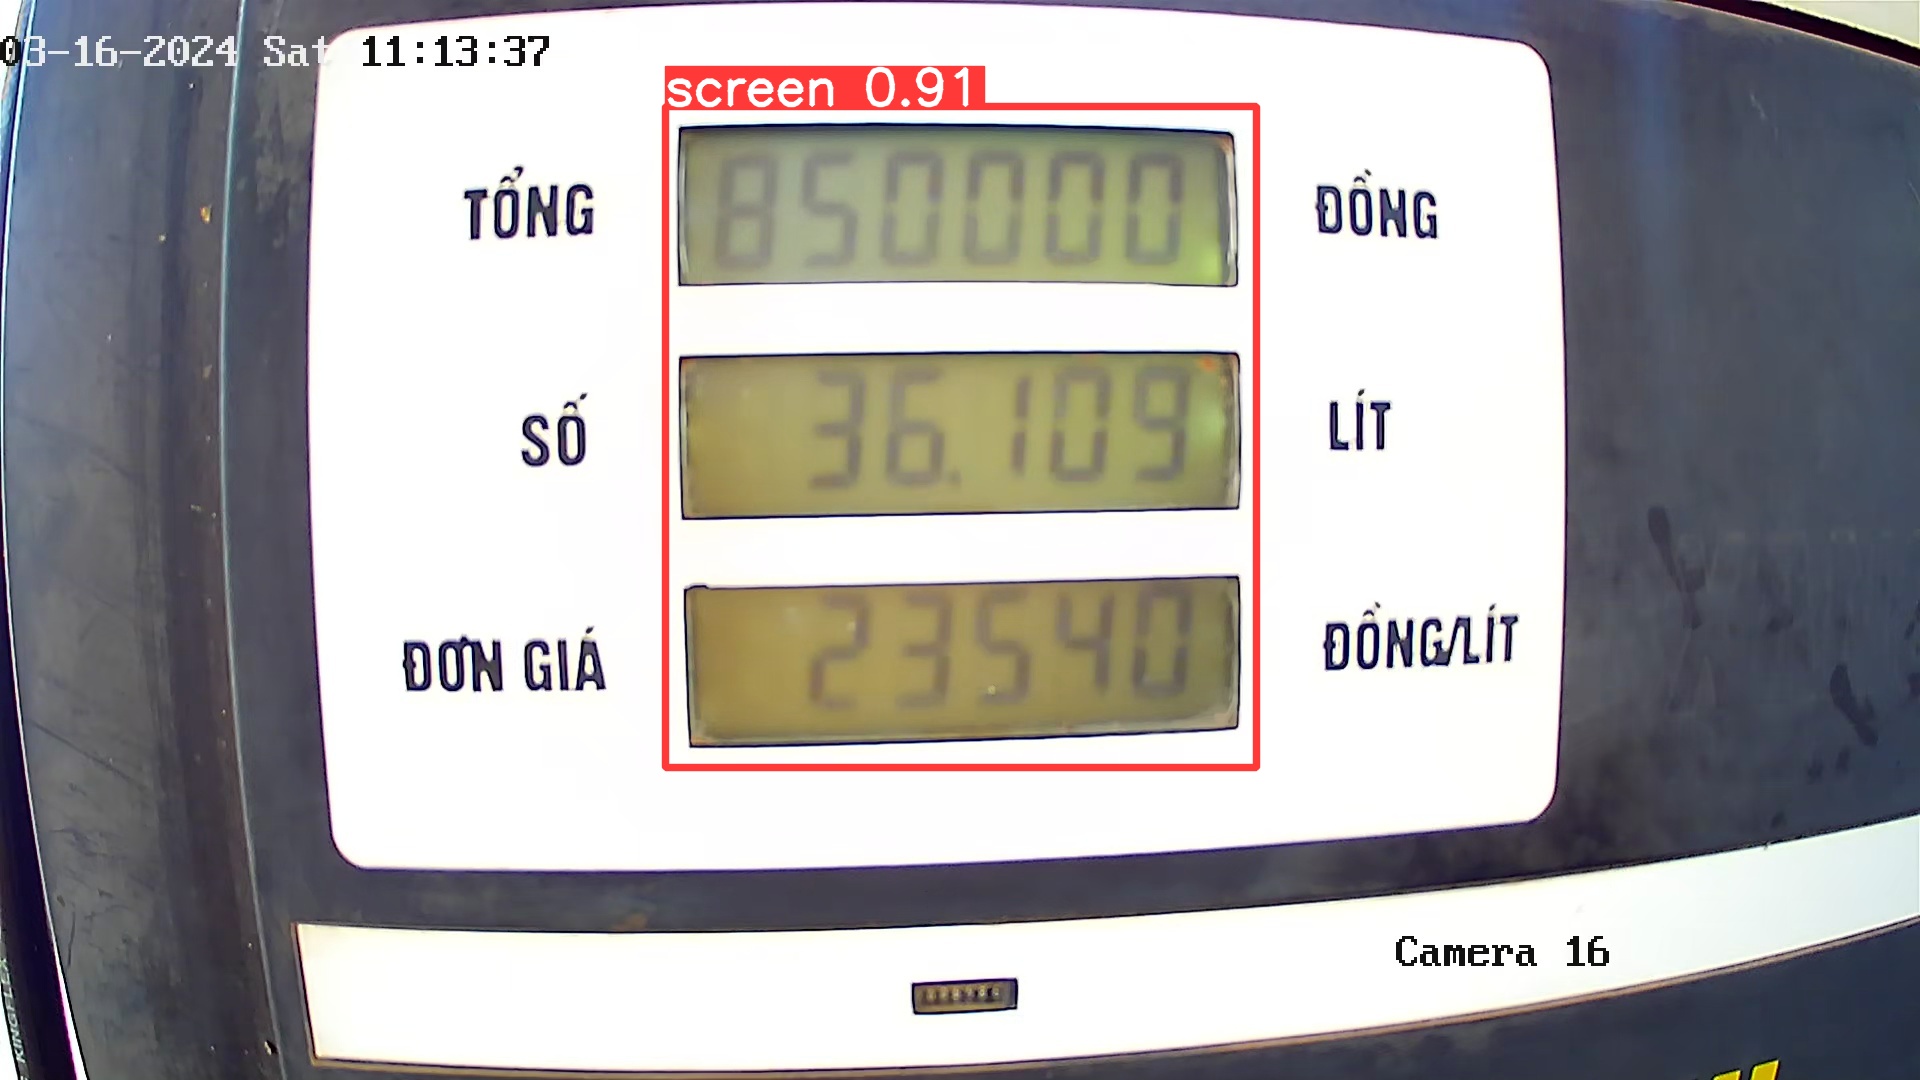 03-16-2024 Sat 11:13:37
screen 0.91
TỔNG 850000 ĐỒNG
SỐ 36.109 LÍT
ĐƠN GIÁ 23540 ĐỒNG/LÍT
Camera 16
KINGFLEX